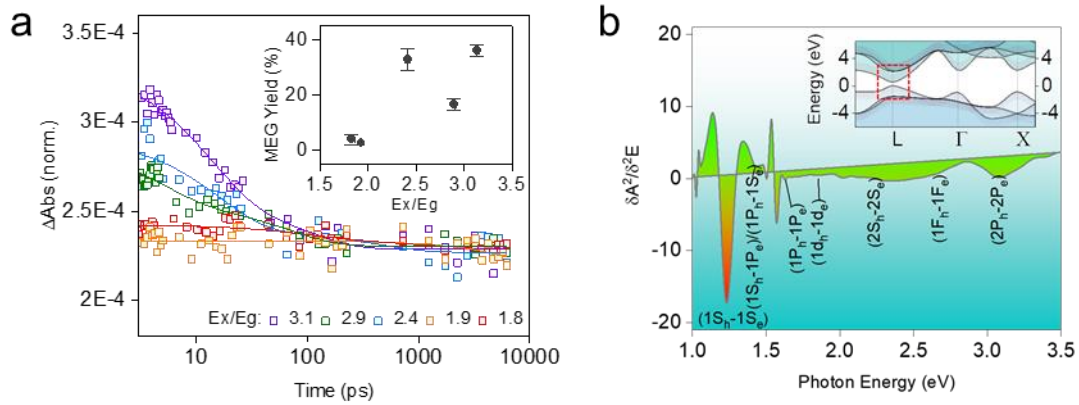 a
3.5E-4
3E-4
2.5E-4
2E-4
ΔAbs (norm.)
10
100
1000
10000
Time (ps)
Ex/Eg: 3.1 2.9 2.4 1.9 1.8
40
20
0
MEG Yield (%)
1.5 2.0 2.5 3.0 3.5
Ex/Eg
b
20
10
0
-10
-20
δA²/δ²E
1.0 1.5 2.0 2.5 3.0 3.5
Photon Energy (eV)
(1Sₕ-1Sₑ)
(1Sₕ-1Pₑ)/(1Pₕ-1Sₑ)
(1Pₕ-1Pₑ)
(1dₕ-1dₑ)
(2Sₕ-2Sₑ)
(1Fₕ-1Fₑ)
(2Pₕ-2Pₑ)
Energy (eV)
4
0
-4
4
0
-4
L Γ X